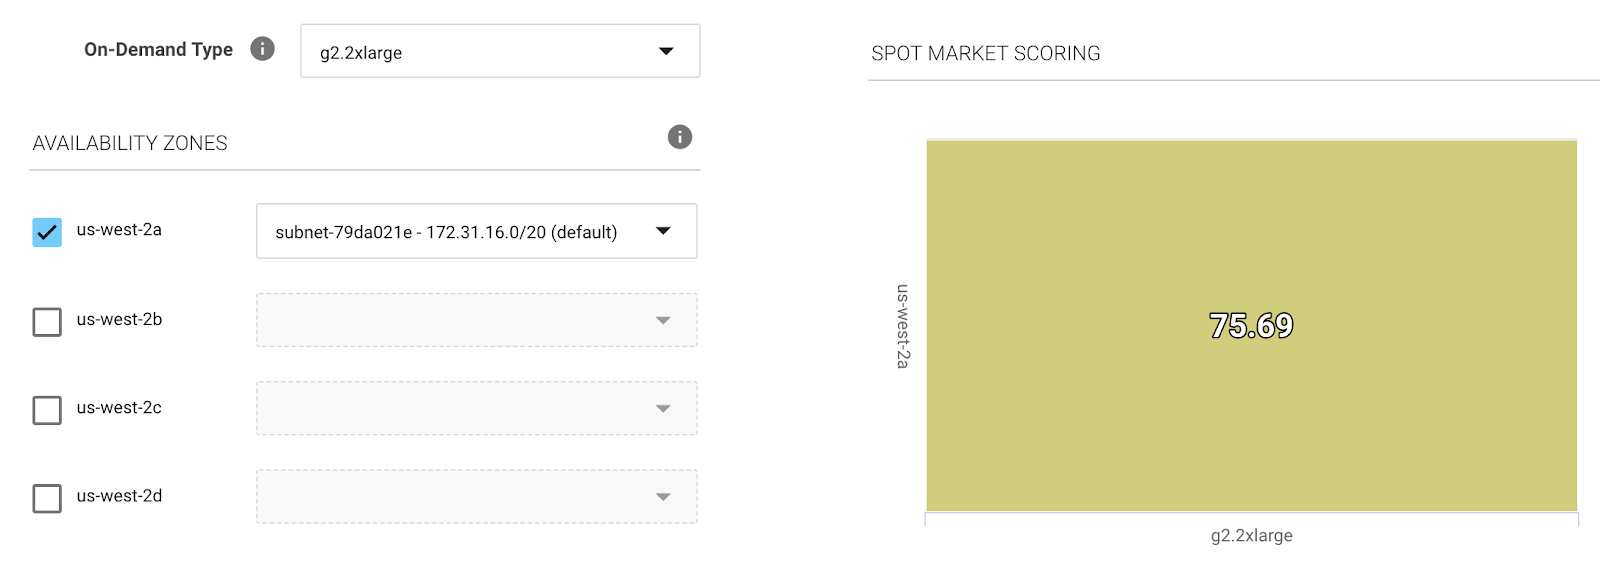 On-Demand Type
g2.2xlarge
AVAILABILITY ZONES
us-west-2a
subnet-79da021e - 172.31.16.0/20 (default)
us-west-2b
us-west-2c
us-west-2d
SPOT MARKET SCORING
us-west-2a
75.69
g2.2xlarge